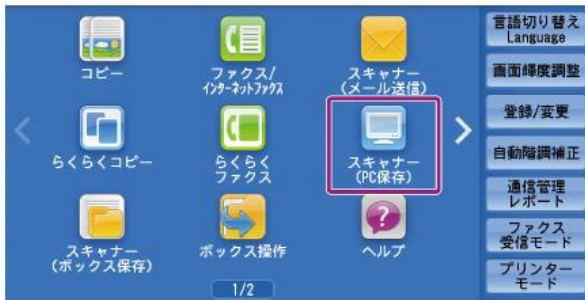 コピー
ファクス/
インターネットファクス
スキャナー
(メール送信)
らくらくコピー
らくらく
ファクス
スキャナー
(PC保存)
スキャナー
(ボックス保存)
ボックス操作
ヘルプ
1/2
言語切り替え
Language
画面輝度調整
登録/変更
自動階調補正
通信管理
レポート
ファクス
受信モード
プリンター
モード